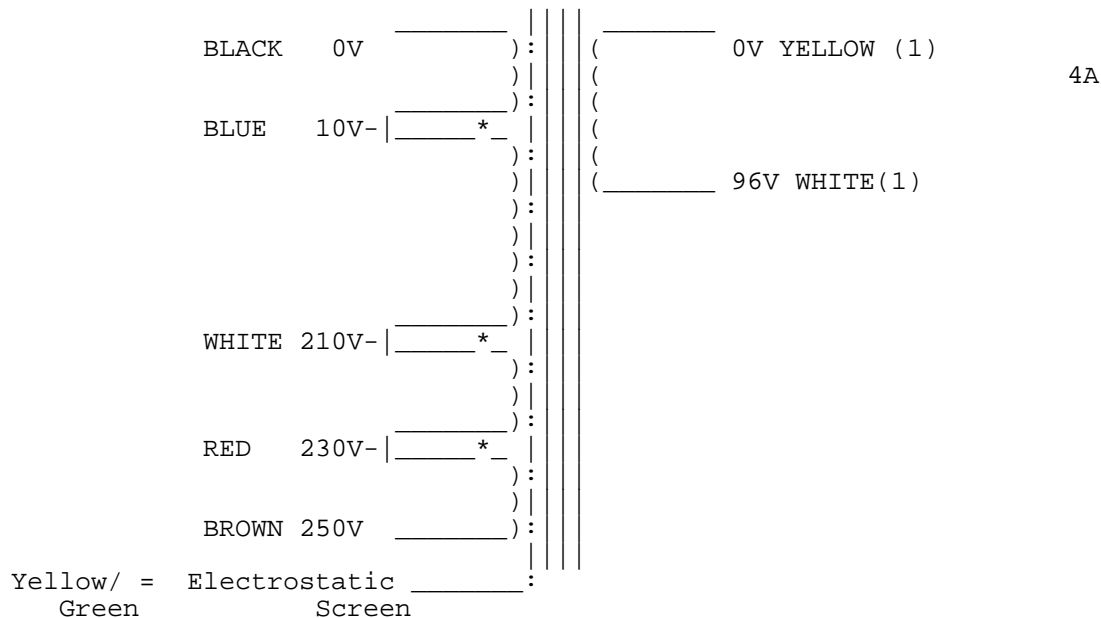 BLACK 0V 0V YELLOW (1)
4A
BLUE 10V-
96V WHITE(1)
WHITE 210V-
RED 230V-
BROWN 250V
Yellow/ = Electrostatic
Green Screen